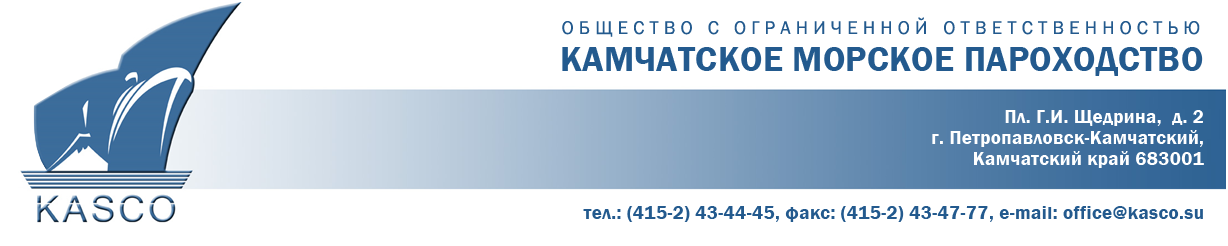 ОБЩЕСТВО С ОГРАНИЧЕННОЙ ОТВЕТСТВЕННОСТЬЮ
КАМЧАТСКОЕ МОРСКОЕ ПАРОХОДСТВО
Пл. Г.И. Щедрина, д. 2
г. Петропавловск-Камчатский,
Камчатский край 683001
KASCO
тел.: (415-2) 43-44-45, факс: (415-2) 43-47-77, e-mail: office@kasco.su